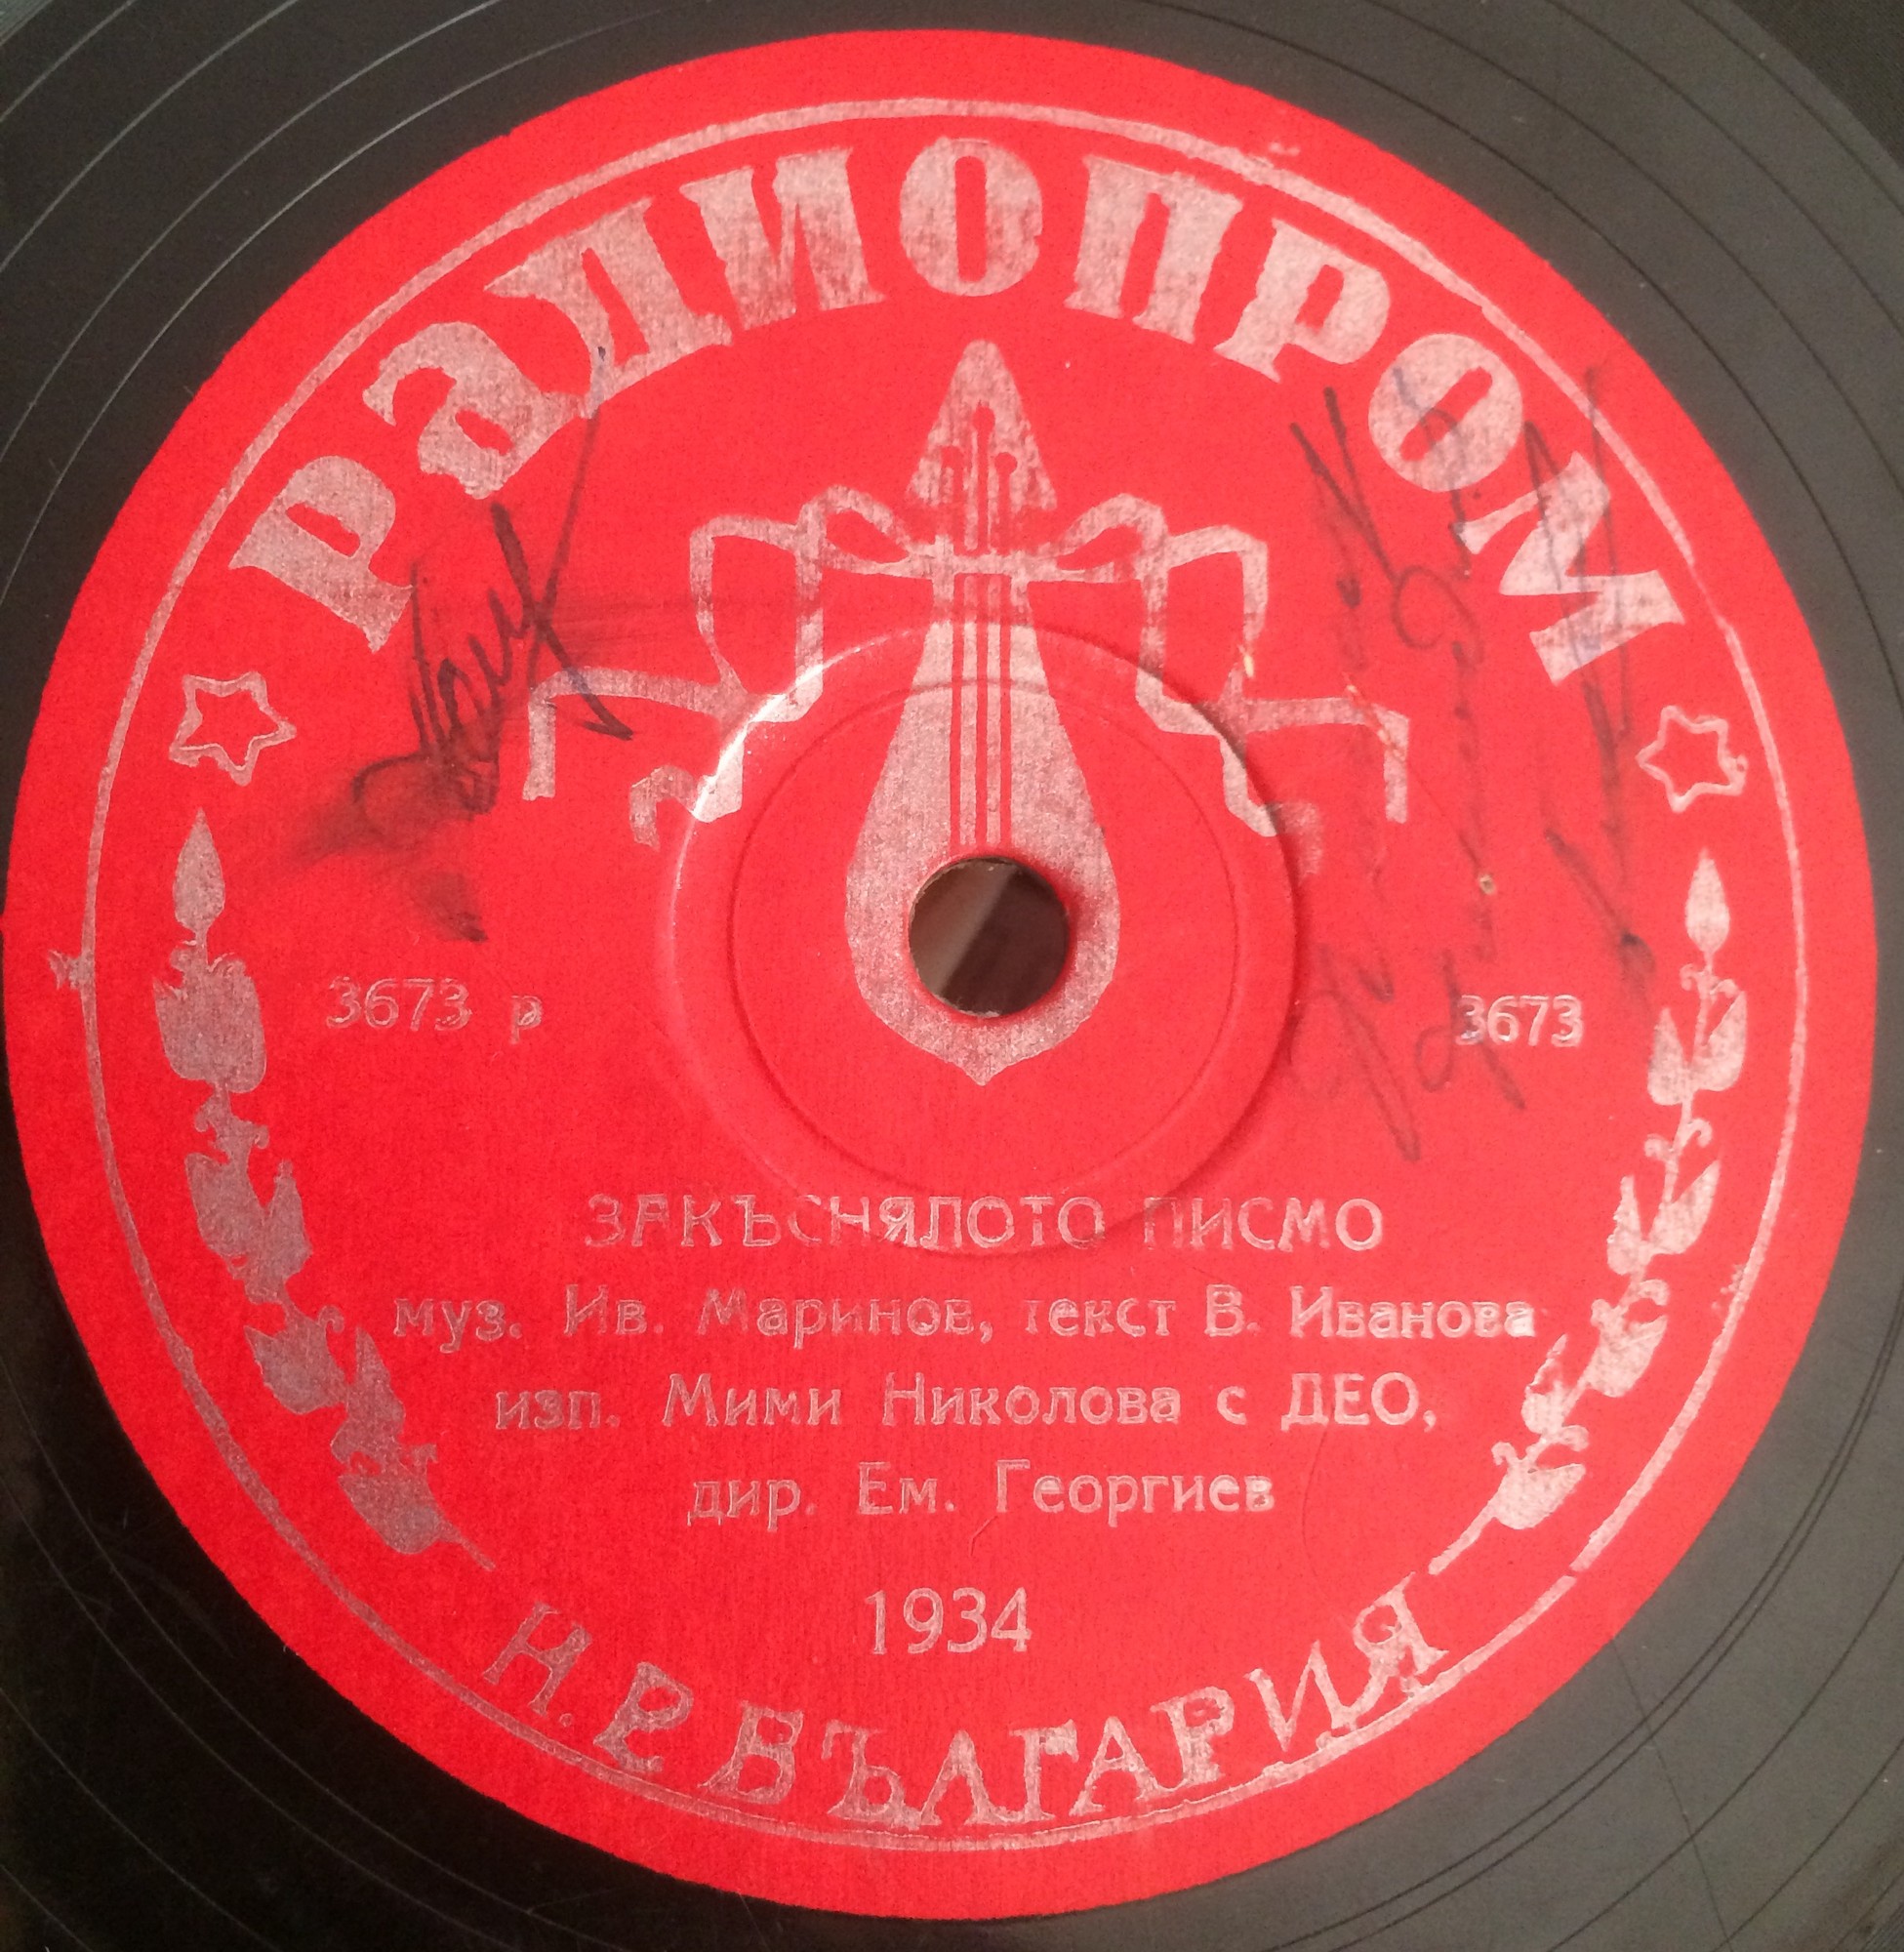 РАДИОПРОМ
3673 р
3673
ЗАКЪСНЯЛОТО ПИСМО
муз. Ив. Маринов, текст В. Иванова
изп. Мими Николова с ДЕО,
дир. Ем. Георгиев
1934
Н. Р. БЪЛГАРИЯ